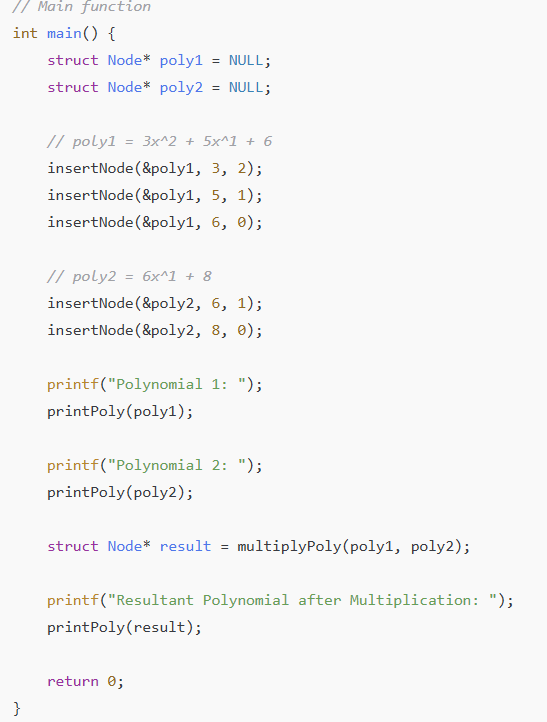 // Main function
int main() {
    struct Node* poly1 = NULL;
    struct Node* poly2 = NULL;

    // poly1 = 3x^2 + 5x^1 + 6
    insertNode(&poly1, 3, 2);
    insertNode(&poly1, 5, 1);
    insertNode(&poly1, 6, 0);

    // poly2 = 6x^1 + 8
    insertNode(&poly2, 6, 1);
    insertNode(&poly2, 8, 0);

    printf("Polynomial 1: ");
    printPoly(poly1);

    printf("Polynomial 2: ");
    printPoly(poly2);

    struct Node* result = multiplyPoly(poly1, poly2);

    printf("Resultant Polynomial after Multiplication: ");
    printPoly(result);

    return 0;
}